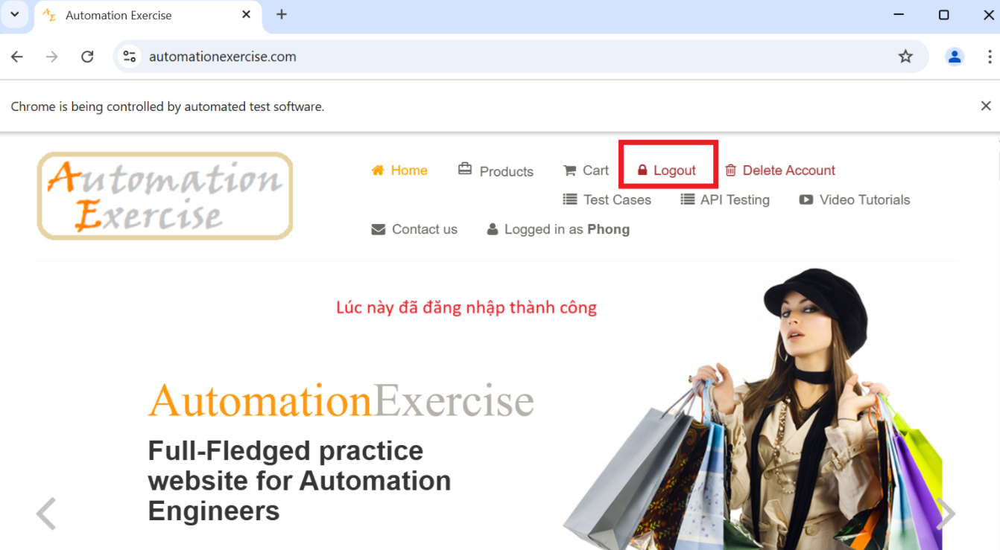 Automation Exercise
automationexercise.com
Chrome is being controlled by automated test software.
Automation
Exercise
Home Products Cart Logout Delete Account
Test Cases API Testing Video Tutorials
Contact us Logged in as Phong
Lúc này đã đăng nhập thành công
AutomationExercise
Full-Fledged practice
website for Automation
Engineers